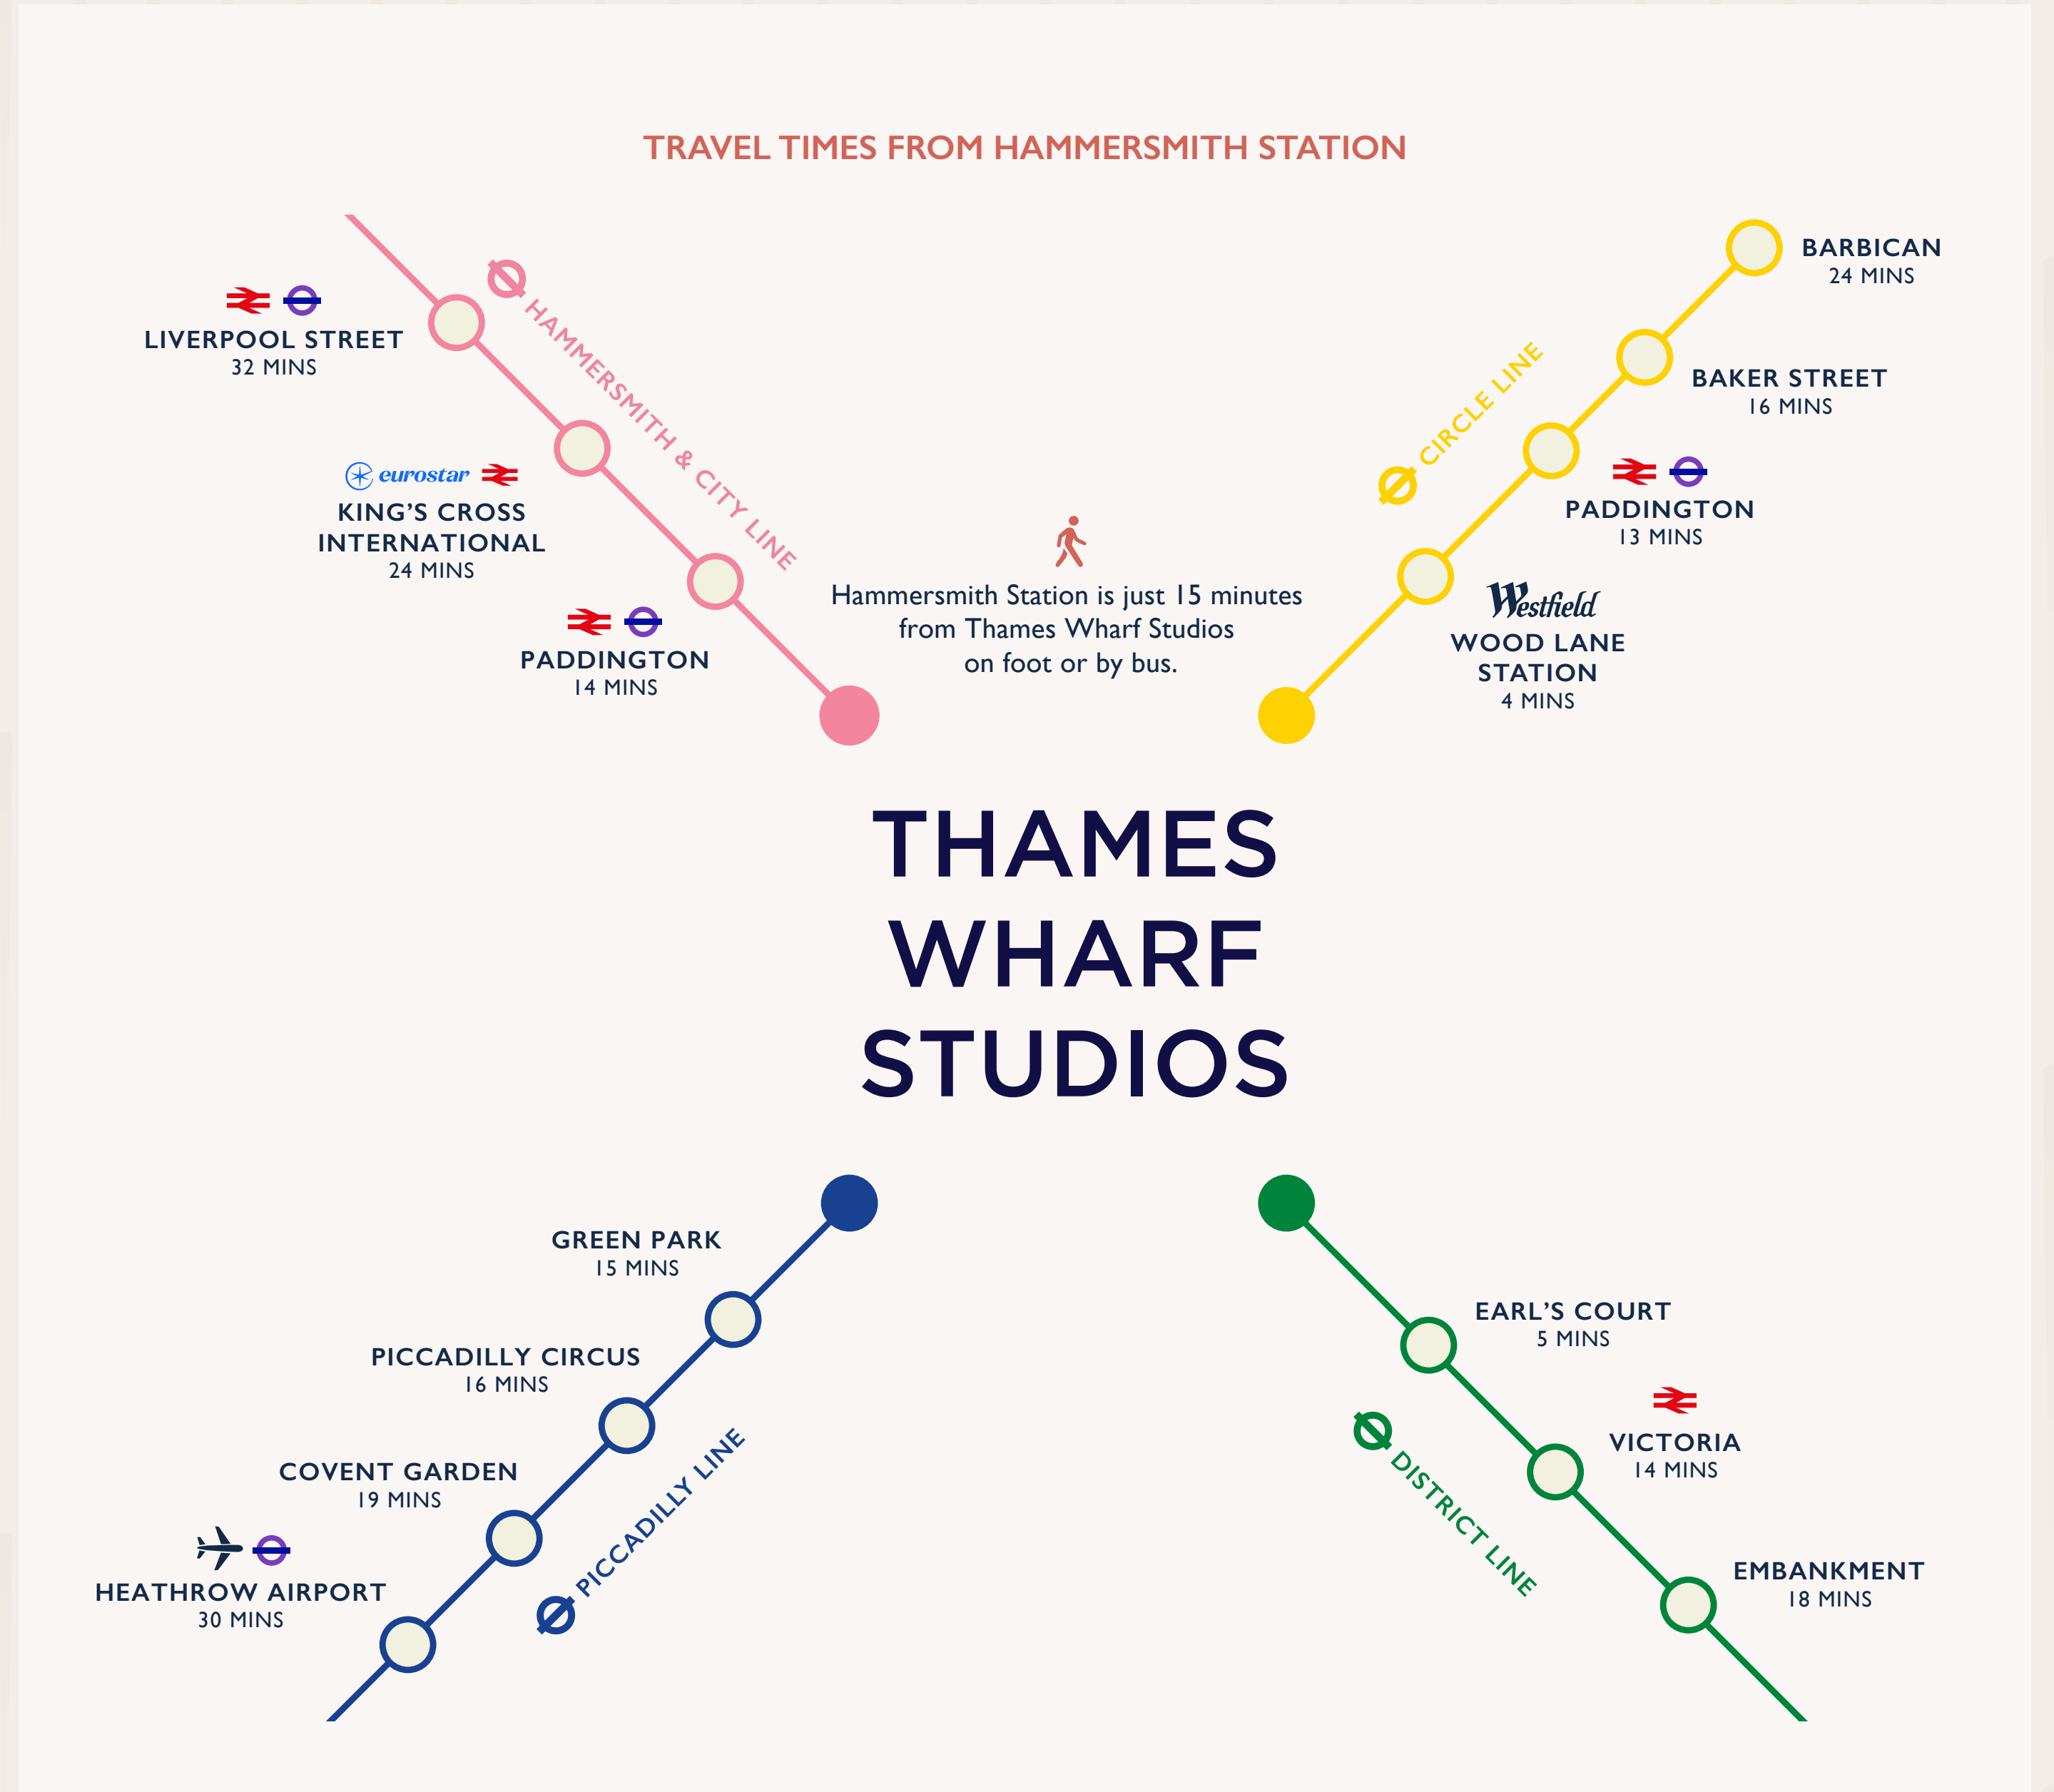 TRAVEL TIMES FROM HAMMERSMITH STATION
LIVERPOOL STREET
32 MINS
HAMMERSMITH & CITY LINE
eurostar
KING'S CROSS
INTERNATIONAL
24 MINS
PADDINGTON
14 MINS
Hammersmith Station is just 15 minutes
from Thames Wharf Studios
on foot or by bus.
BARBICAN
24 MINS
BAKER STREET
16 MINS
CIRCLE LINE
PADDINGTON
13 MINS
Westfield
WOOD LANE
STATION
4 MINS
THAMES
WHARF
STUDIOS
GREEN PARK
15 MINS
PICCADILLY CIRCUS
16 MINS
COVENT GARDEN
19 MINS
PICCADILLY LINE
HEATHROW AIRPORT
30 MINS
EARL'S COURT
5 MINS
VICTORIA
14 MINS
DISTRICT LINE
EMBANKMENT
18 MINS